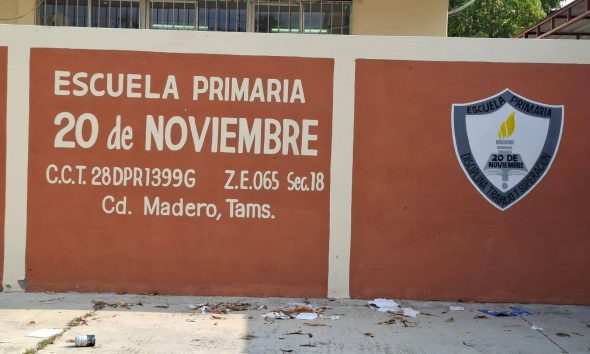 ESCUELA PRIMARIA
20 de NOVIEMBRE
C.C.T. 28DPR1399G Z.E.065 Sec.18
Cd. Madero, Tams.
ESCUELA PRIMARIA
20 DE
NOVIEMBRE
DISCIPLINA TRABAJO Y SUPERACIÓN